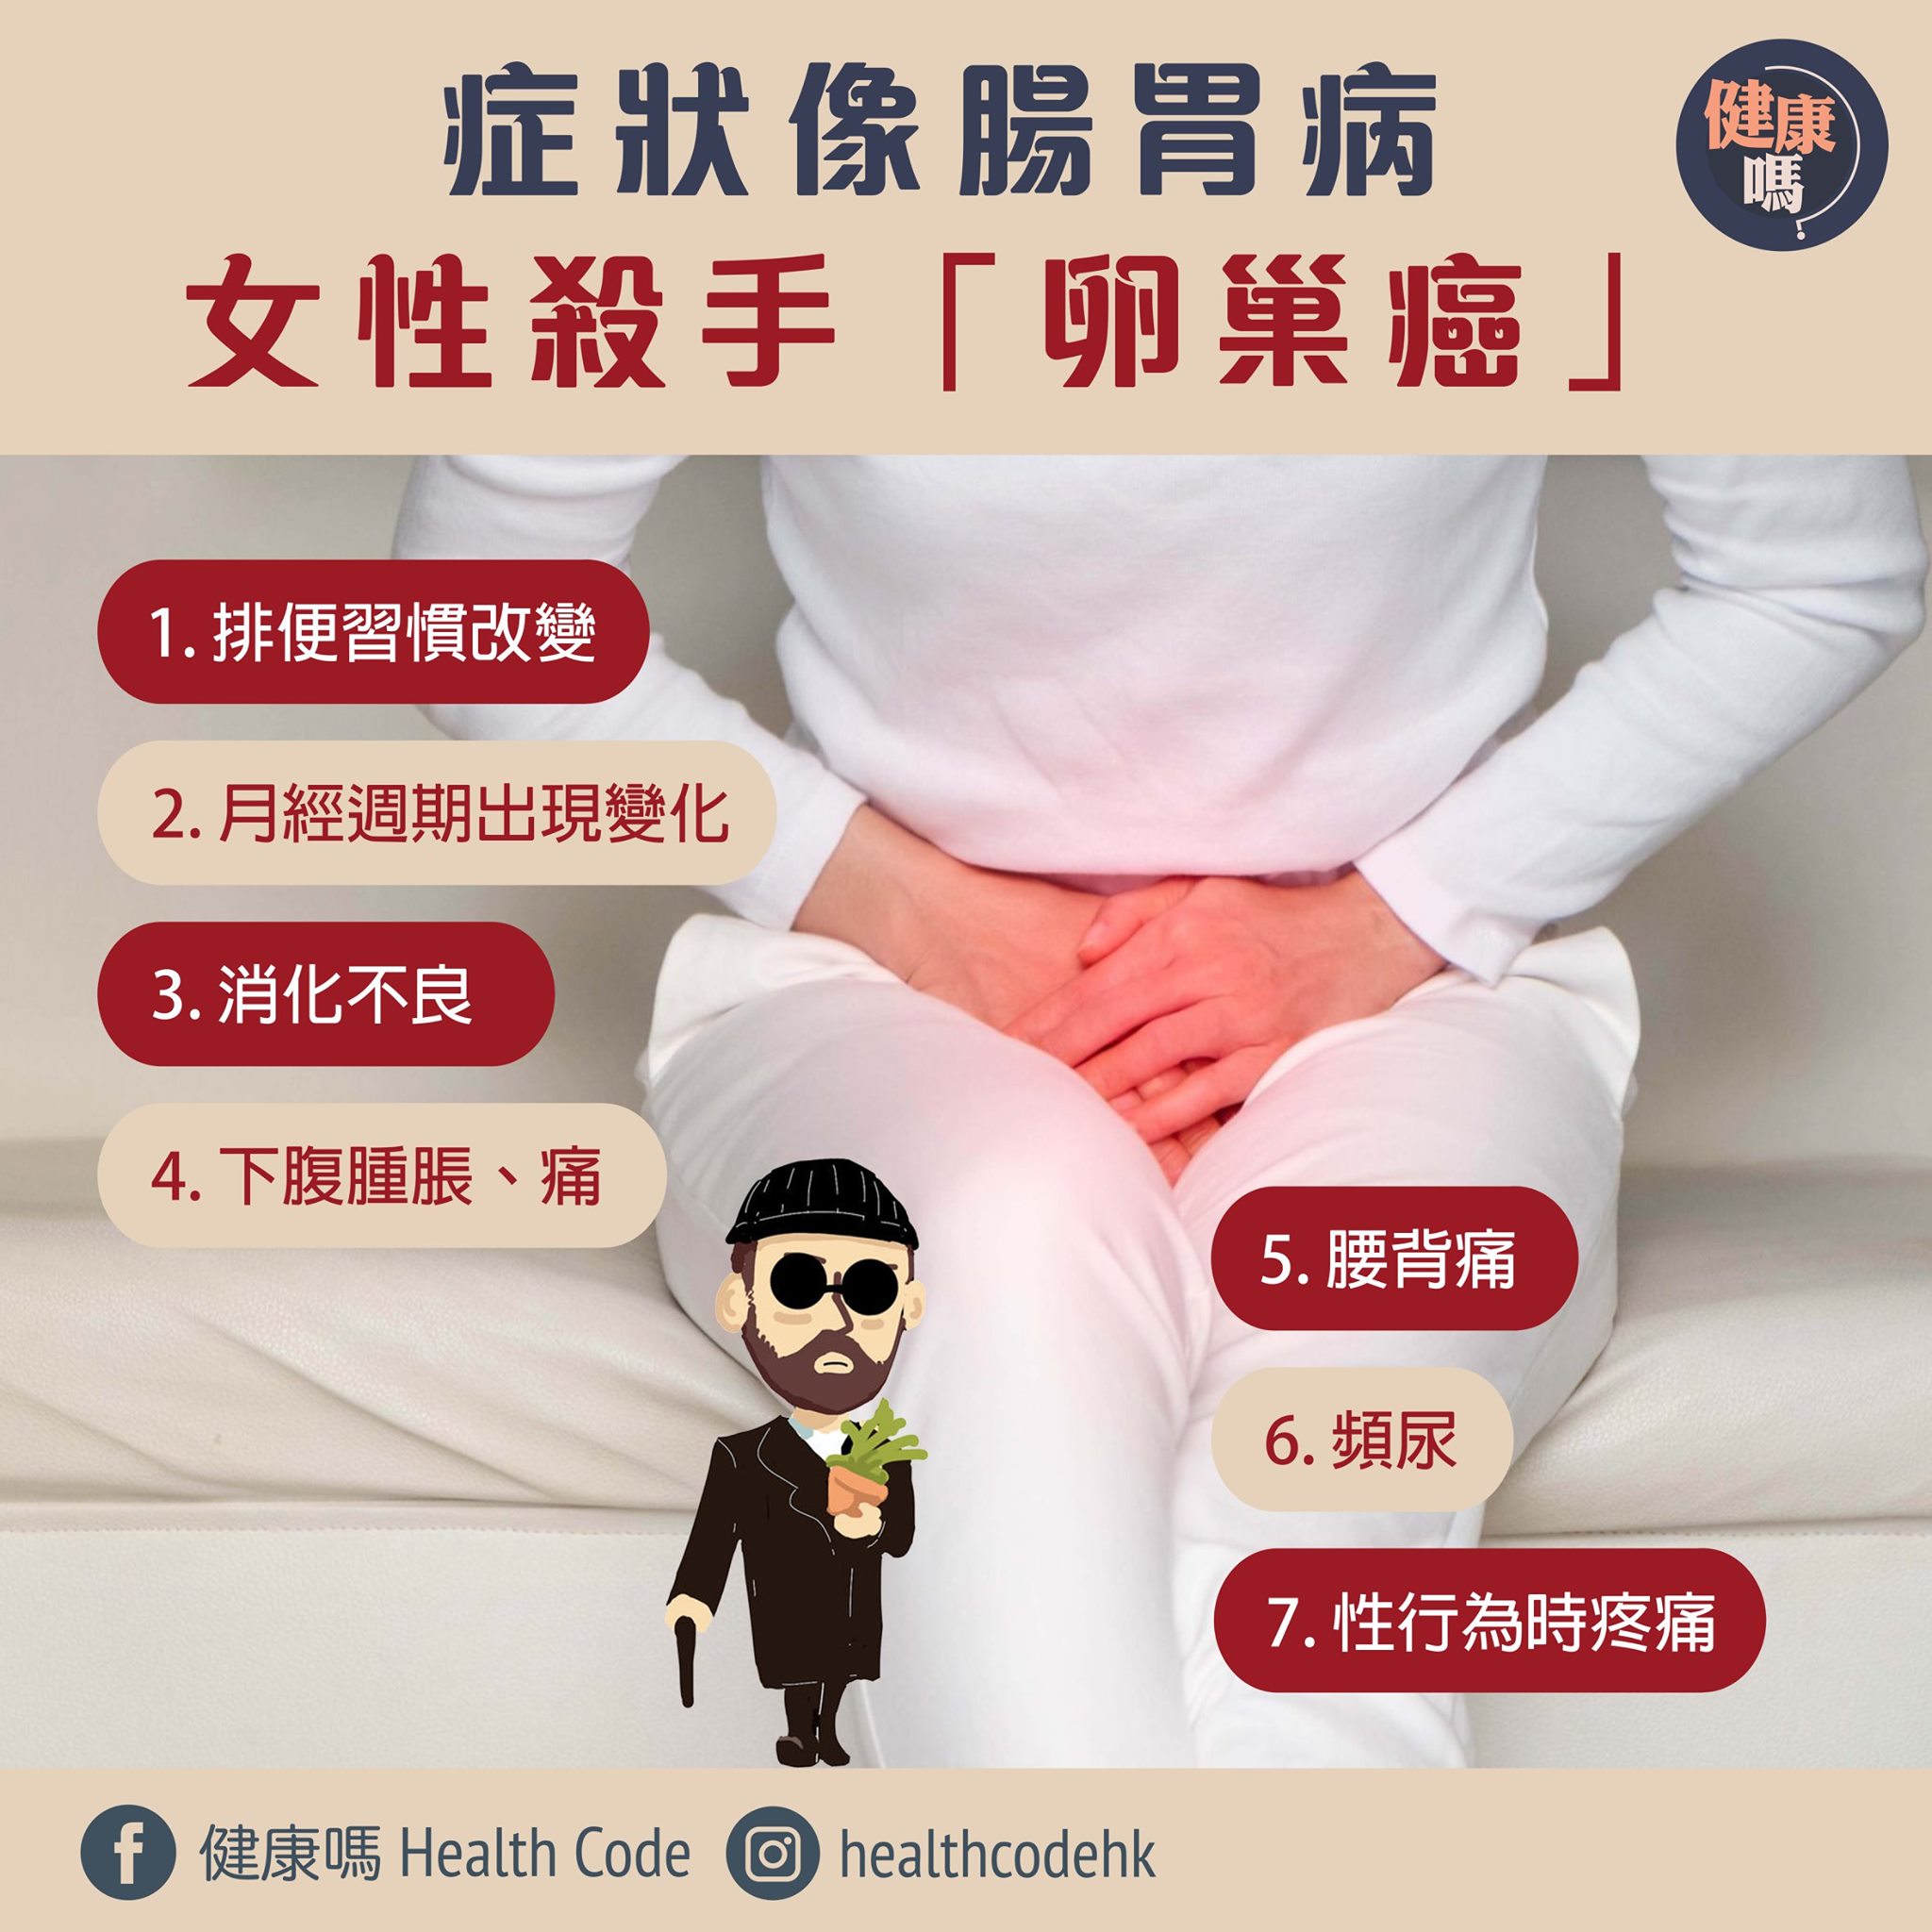 症狀像腸胃病
健康
嗎?
女性殺手「卵巢癌」
1. 排便習慣改變
2. 月經週期出現變化
3. 消化不良
4. 下腹腫脹、痛
5. 腰背痛
6. 頻尿
7. 性行為時疼痛
健康嗎 Health Code healthcodehk